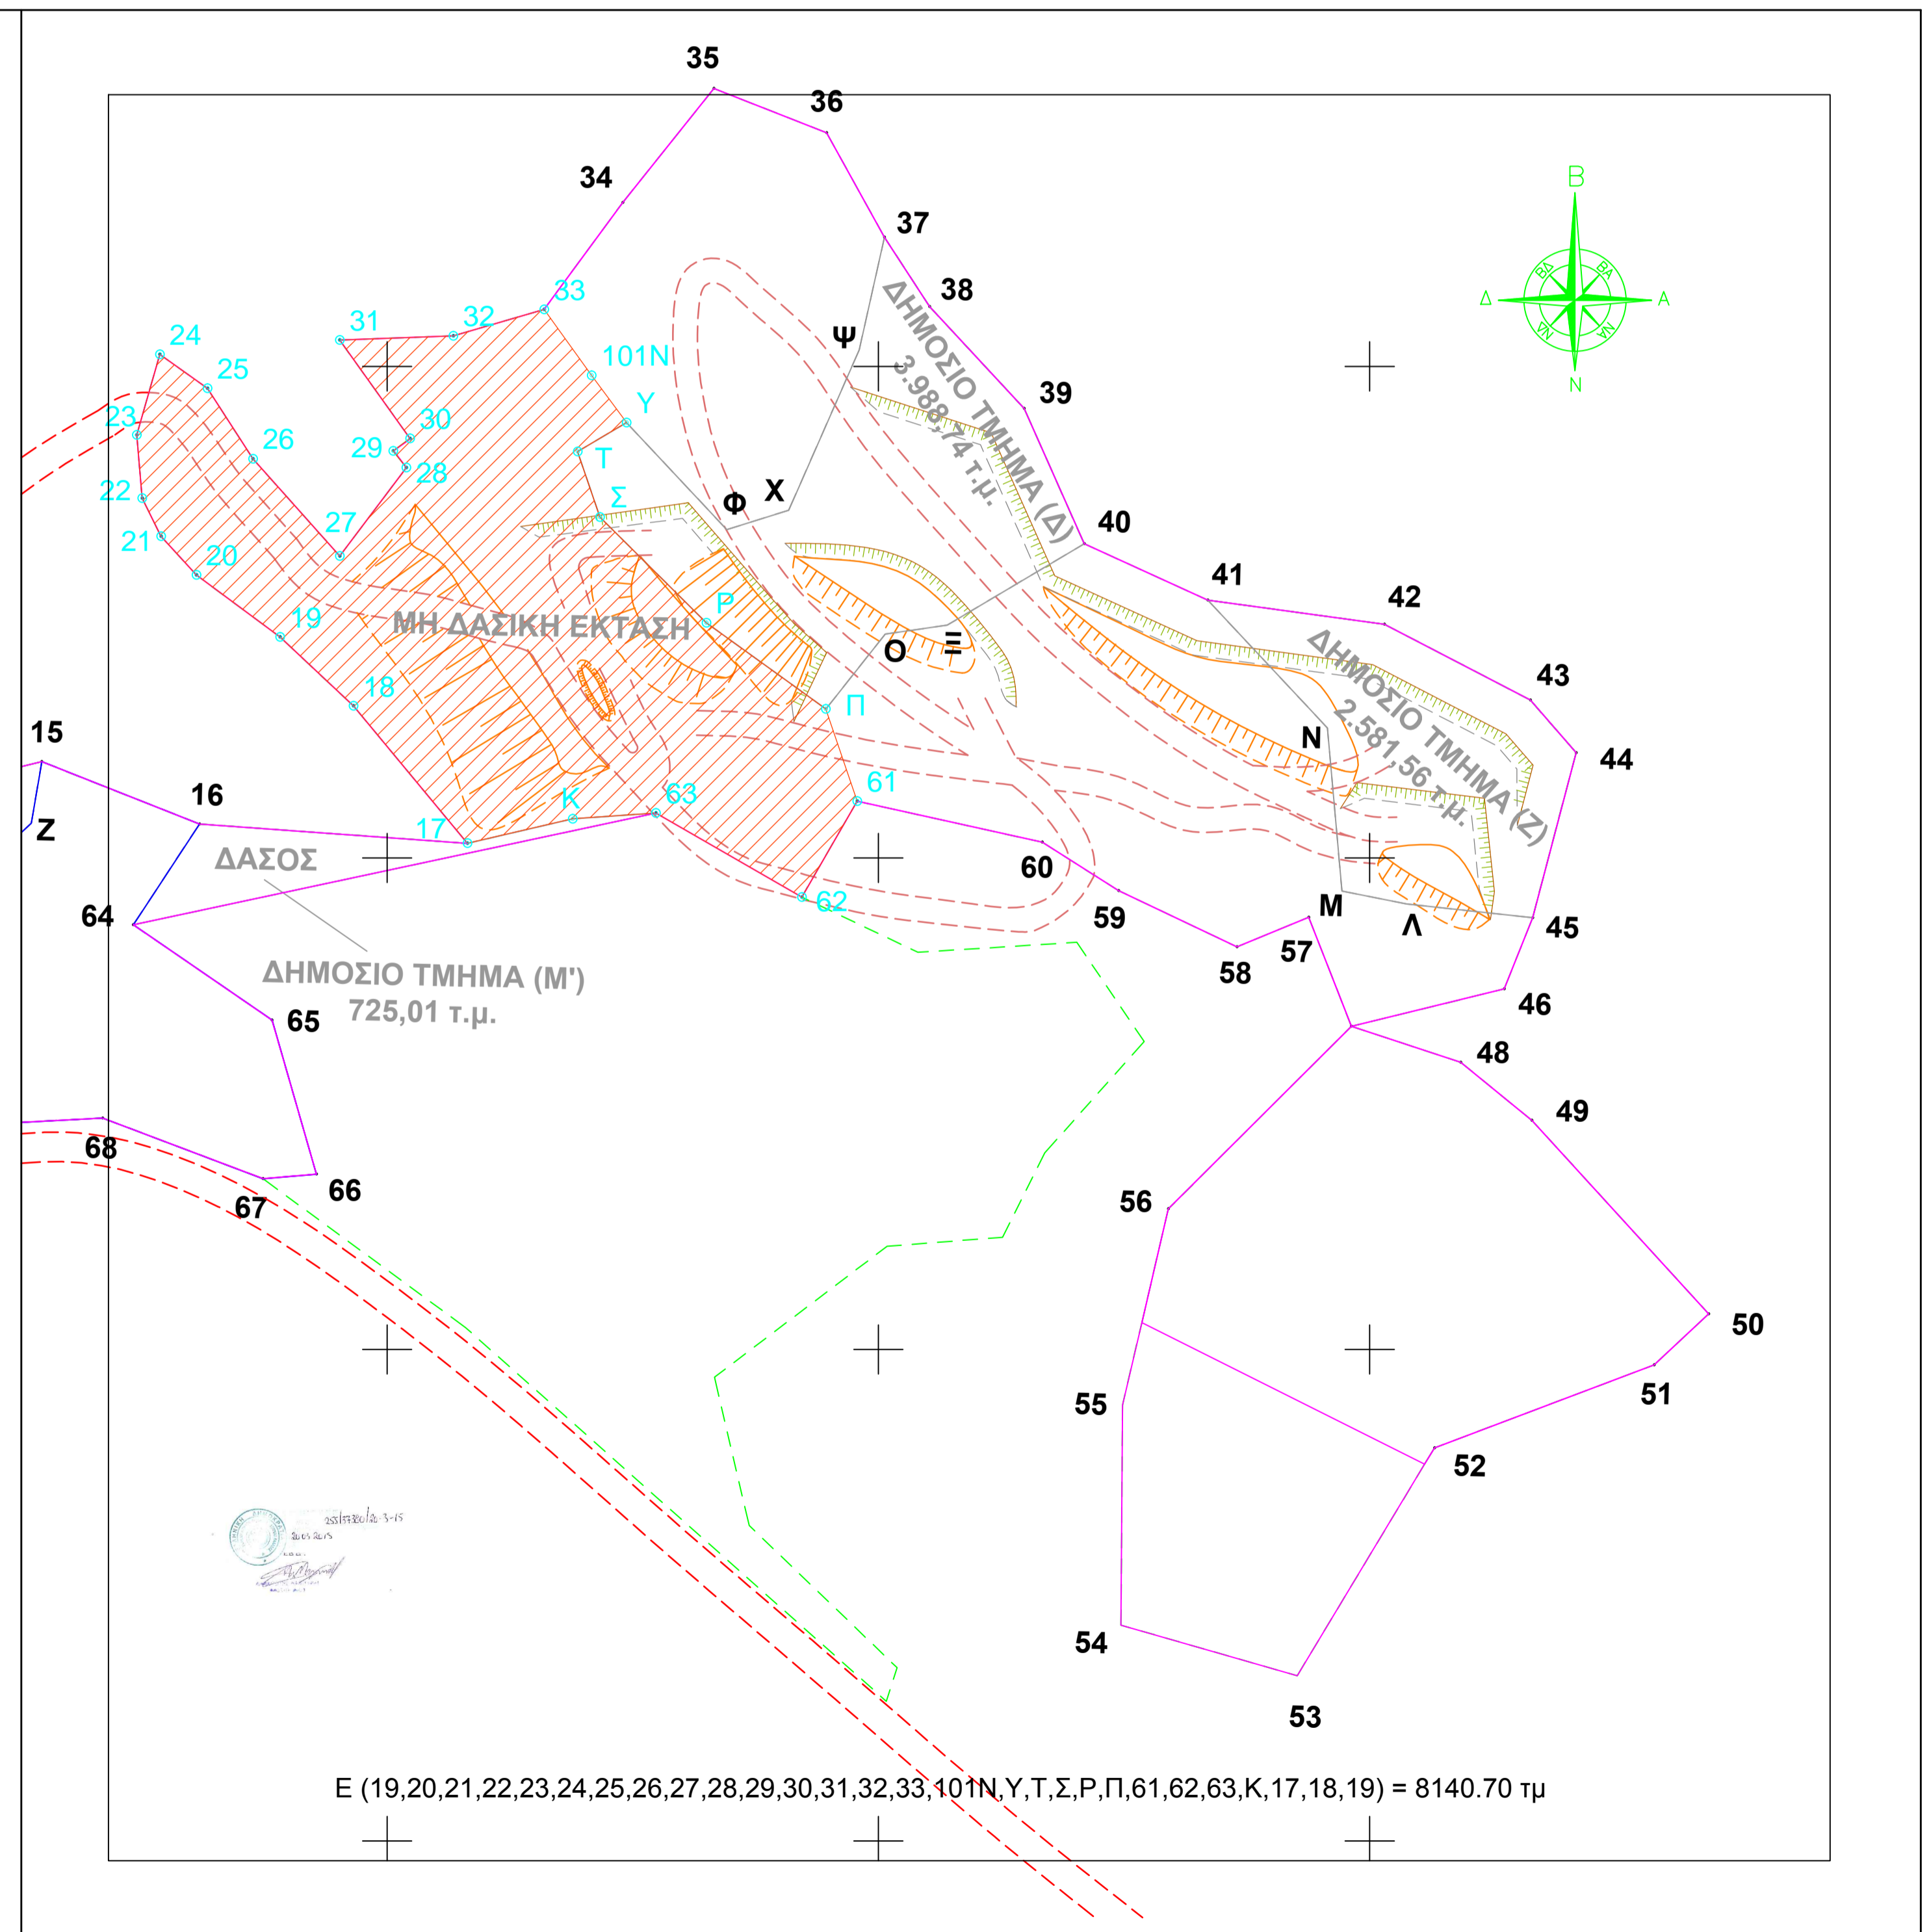 35
36
34
37
Β
ΒΔ
ΒΑ
Δ
Α
ΝΔ
ΝΑ
Ν
38
33
32
31
24
Ψ
ΔΗΜΟΣΙΟ ΤΜΗΜΑ (Δ)
3.988,74 τ.μ.
101Ν
25
39
Υ
23
30
26
29
Τ
28
22
Σ
Φ
Χ
40
21
27
20
41
42
19
ΜΗ ΔΑΣΙΚΗ ΕΚΤΑΣΗ
Ρ
Ο
Ξ
ΔΗΜΟΣΙΟ ΤΜΗΜΑ (Ζ)
2.581,56 τ.μ.
43
18
Π
Ν
15
44
16
Κ
63
61
Ζ
17
ΔΑΣΟΣ
60
62
64
59
Μ
Λ
45
57
58
ΔΗΜΟΣΙΟ ΤΜΗΜΑ (Μ')
725,01 τ.μ.
65
46
48
49
68
66
67
56
50
51
55
52
54
53
Ε (19,20,21,22,23,24,25,26,27,28,29,30,31,32,33,101Ν,Υ,Τ,Σ,Ρ,Π,61,62,63,Κ,17,18,19) = 8140.70 τμ